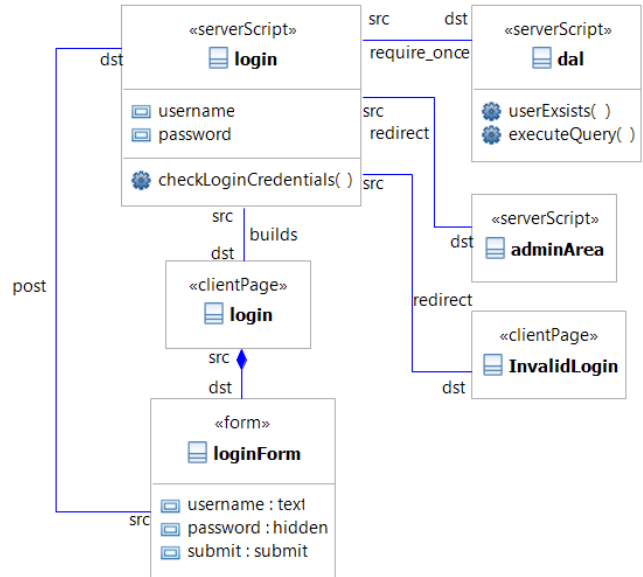 «serverScript»
login
username
password
checkLoginCredentials( )
src
dst
require_once
«serverScript»
dal
userExsists( )
executeQuery( )
src
redirect
dst
«serverScript»
adminArea
src
redirect
dst
«clientPage»
InvalidLogin
src
builds
dst
«clientPage»
login
src
dst
«form»
loginForm
username : text
password : hidden
submit : submit
dst
post
src